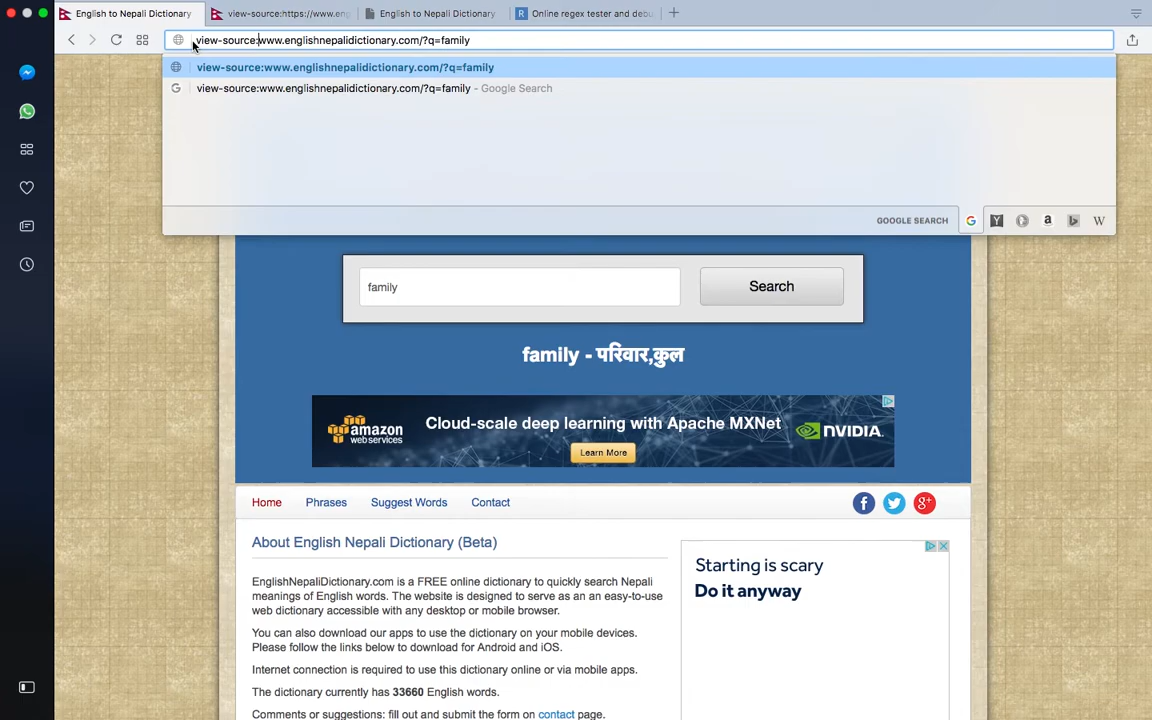 English to Nepali Dictionary
view-source:https://www.eng
English to Nepali Dictionary
Online regex tester and debu
view-source:www.englishnepalidictionary.com/?q=family
view-source:www.englishnepalidictionary.com/?q=family
view-source:www.englishnepalidictionary.com/?q=family - Google Search
GOOGLE SEARCH
family
Search
family - परिवार,कुल
amazon
web services
Cloud-scale deep learning with Apache MXNet
Learn More
NVIDIA.
Home
Phrases
Suggest Words
Contact
About English Nepali Dictionary (Beta)
EnglishNepaliDictionary.com is a FREE online dictionary to quickly search Nepali
meanings of English words. The website is designed to serve as an an easy-to-use
web dictionary accessible with any desktop or mobile browser.
You can also download our apps to use the dictionary on your mobile devices.
Please follow the links below to download for Android and iOS.
Internet connection is required to use this dictionary online or via mobile apps.
The dictionary currently has 33660 English words.
Comments or suggestions: fill out and submit the form on contact page.
Starting is scary
Do it anyway